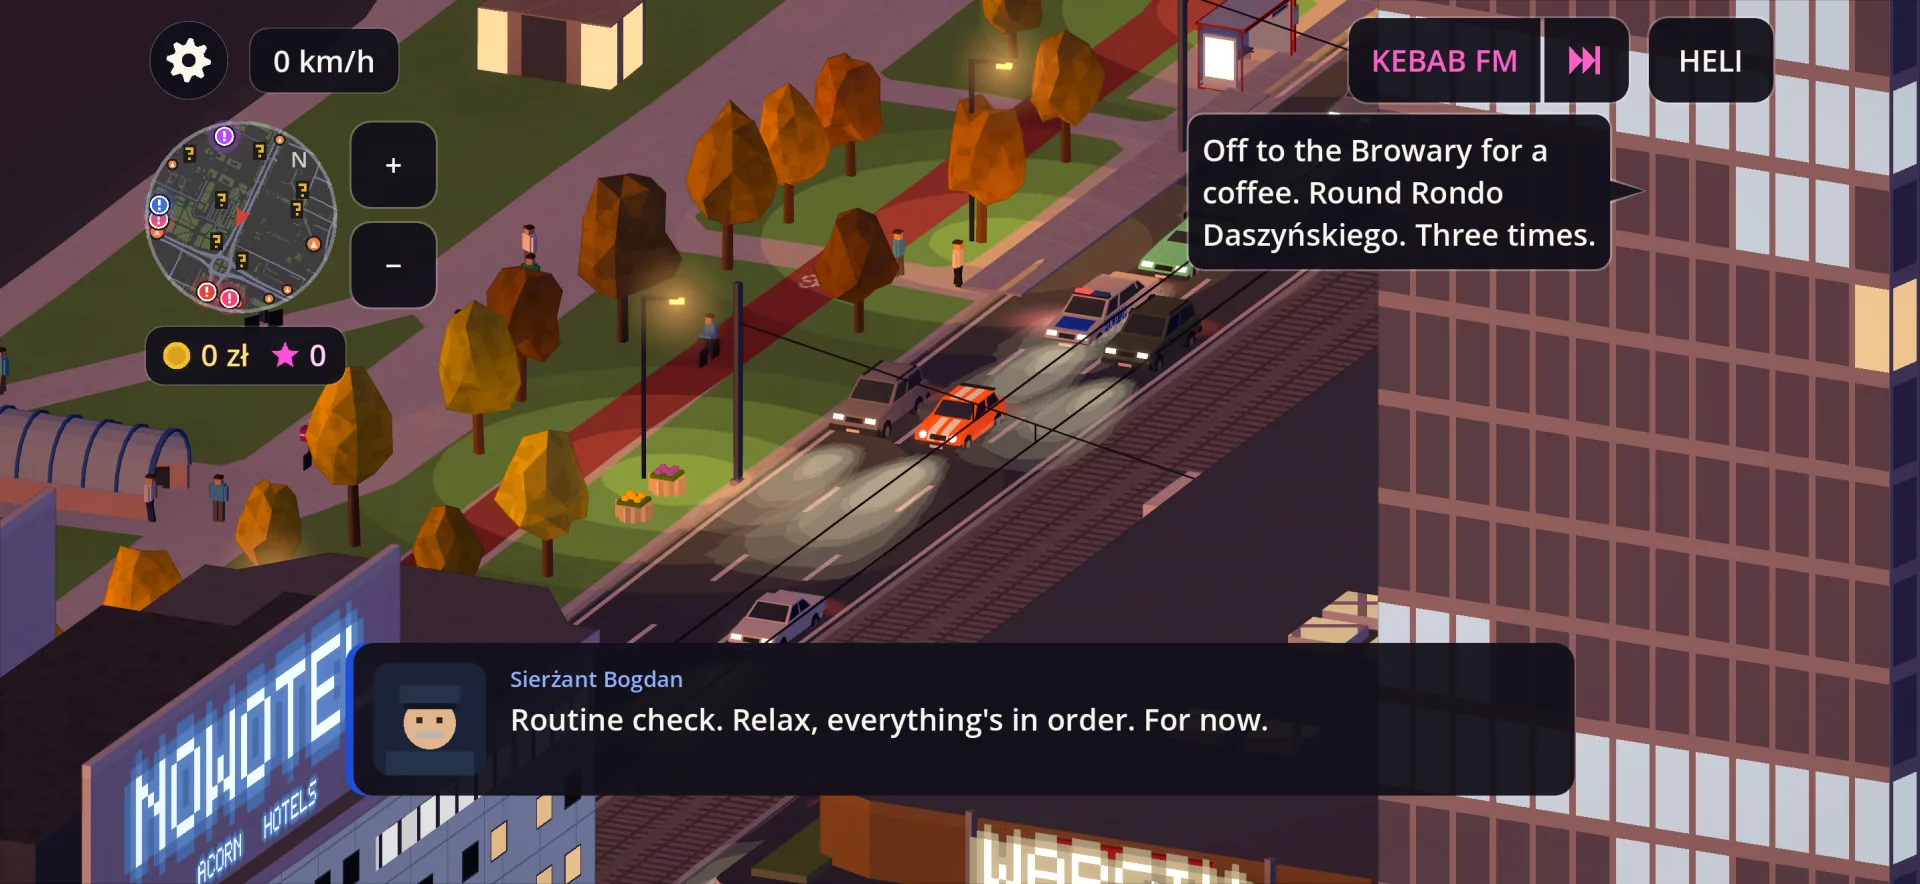 0 km/h
KEBAB FM
HELI
N
+
−
0 zł ★ 0
Off to the Browary for a
coffee. Round Rondo
Daszyńskiego. Three times.
Sierżant Bogdan
Routine check. Relax, everything's in order. For now.
NOWOTEL
ACORN HOTELS